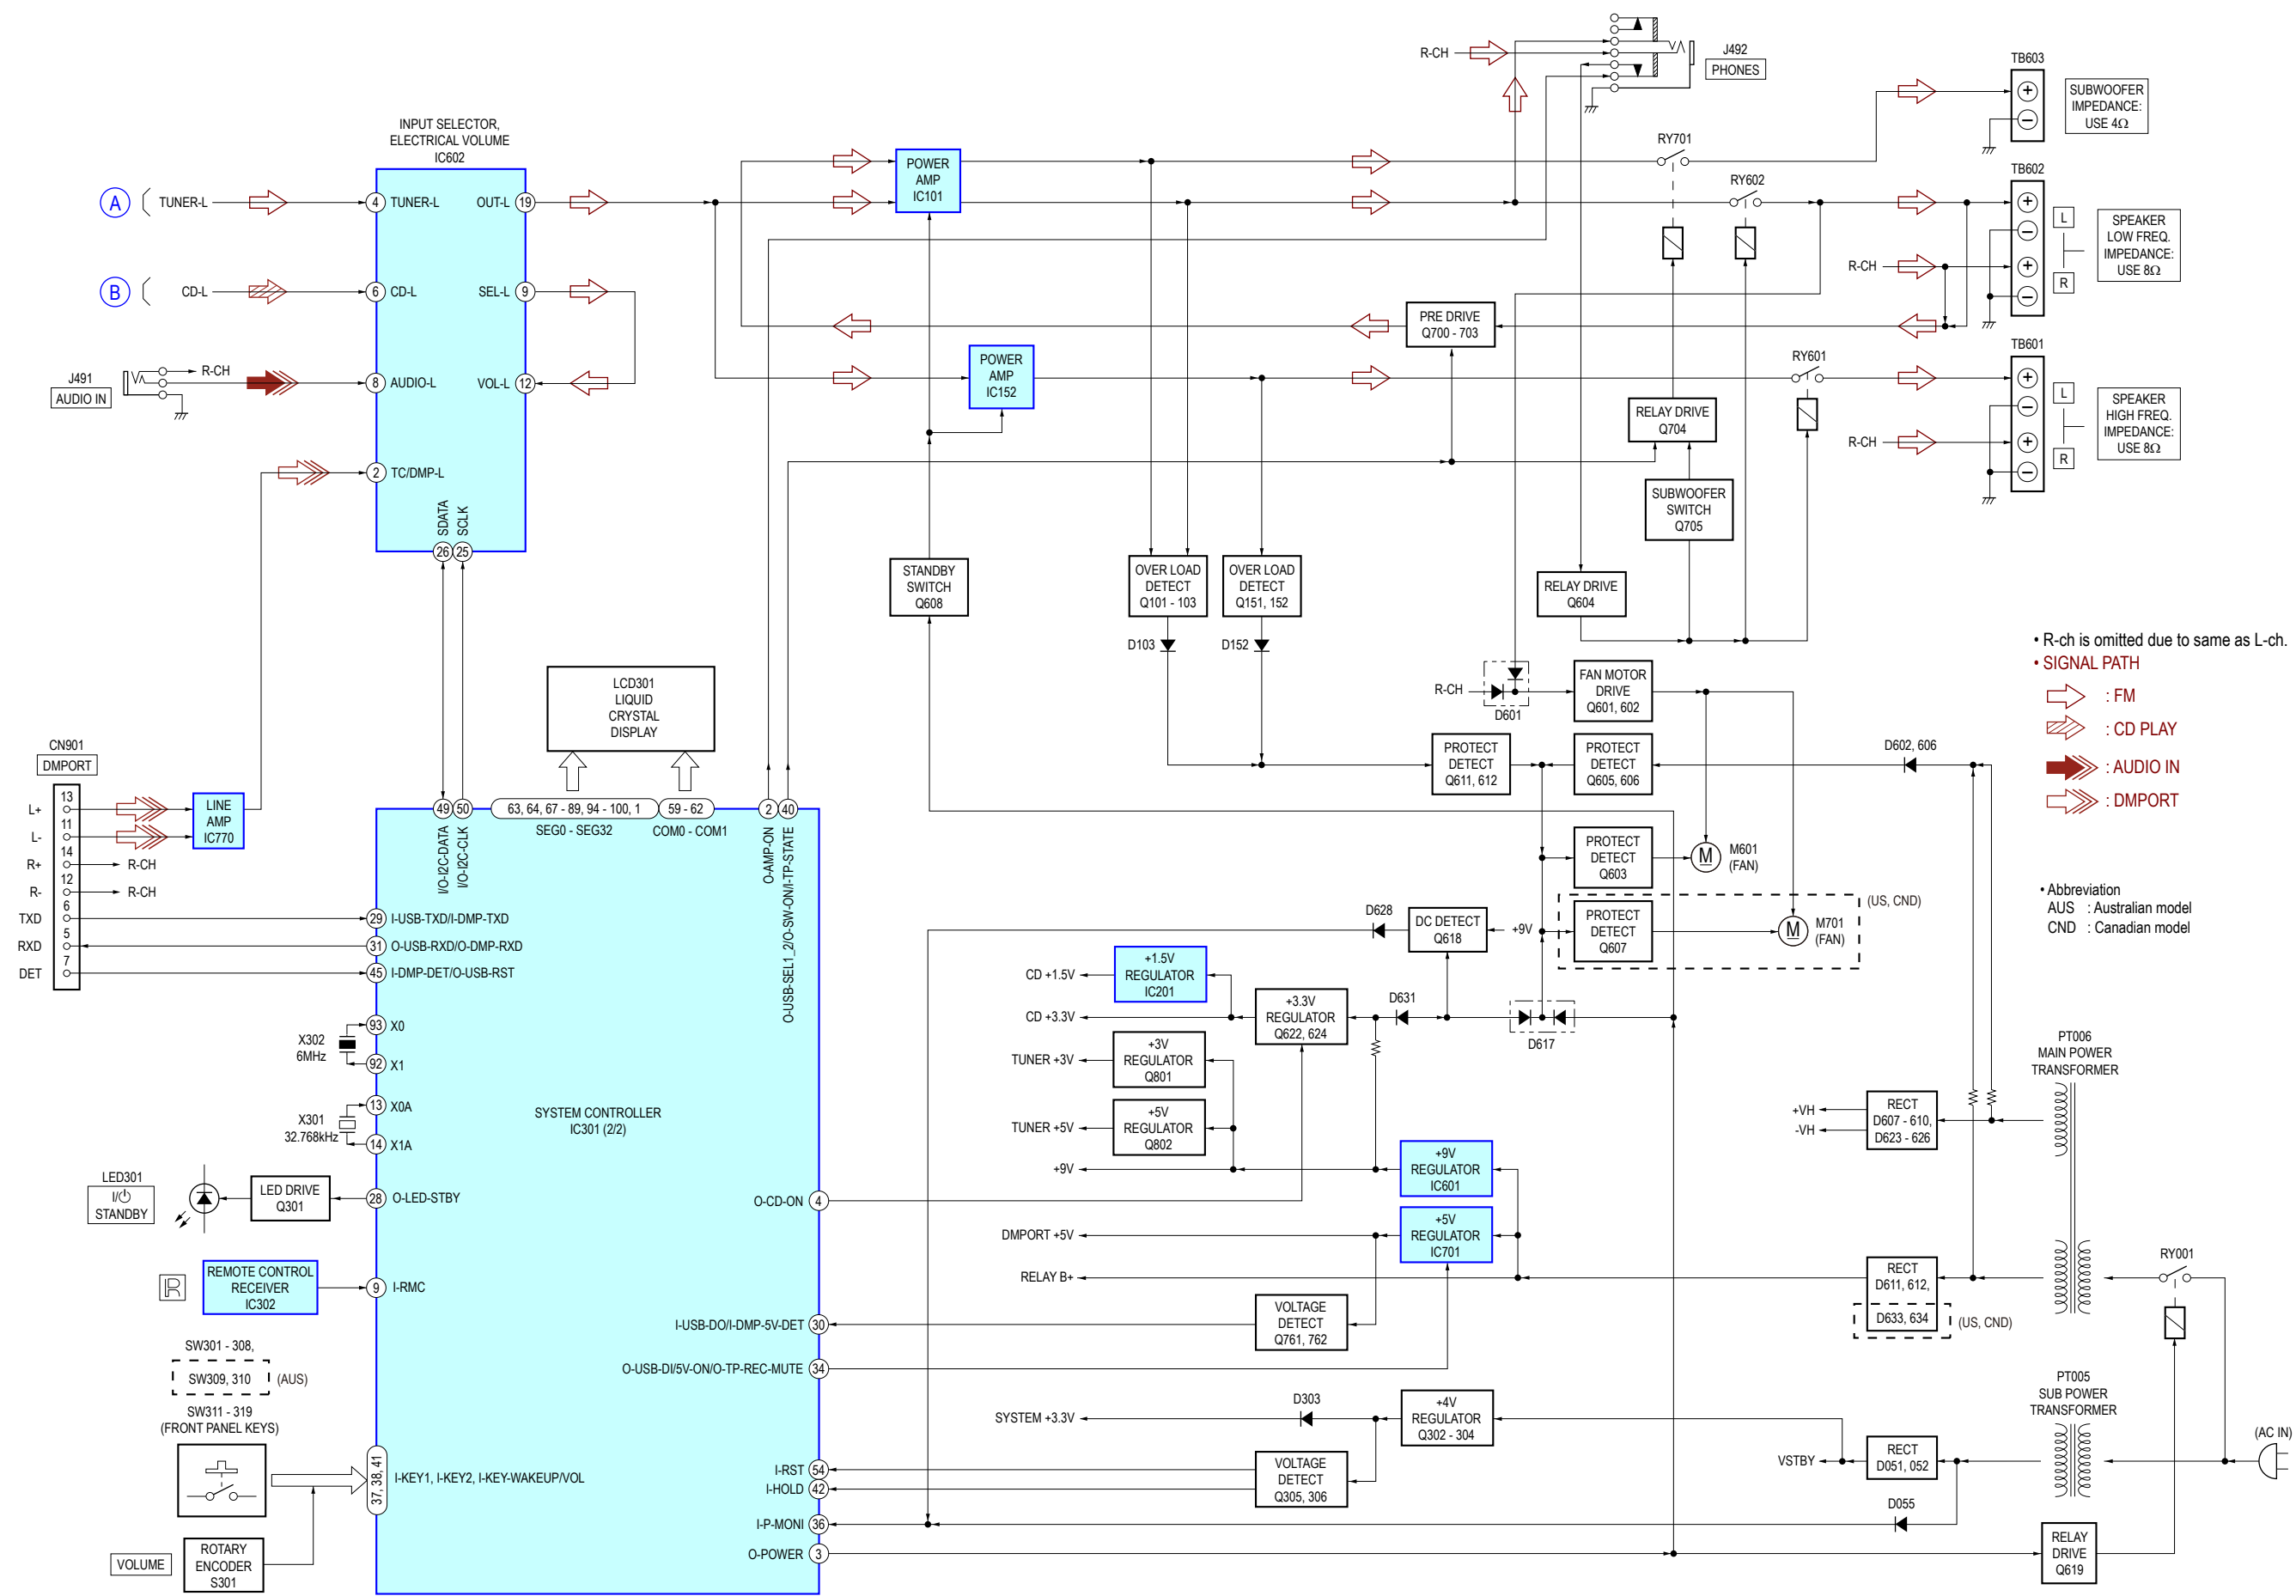 J492
PHONES
R-CH
TB603
SUBWOOFER
IMPEDANCE:
USE 4Ω
INPUT SELECTOR,
ELECTRICAL VOLUME
IC602
RY701
POWER
AMP
IC101
TB602
RY602
A
TUNER-L
4
TUNER-L
OUT-L
19
L
SPEAKER
LOW FREQ.
IMPEDANCE:
USE 8Ω
R-CH
R
B
CD-L
6
CD-L
SEL-L
9
PRE DRIVE
Q700 - 703
TB601
POWER
AMP
IC152
RY601
J491
AUDIO IN
R-CH
8
AUDIO-L
VOL-L
12
L
SPEAKER
HIGH FREQ.
IMPEDANCE:
USE 8Ω
R-CH
R
RELAY DRIVE
Q704
2
TC/DMP-L
SDATA
SCLK
26
25
SUBWOOFER
SWITCH
Q705
STANDBY
SWITCH
Q608
OVER LOAD
DETECT
Q101 - 103
OVER LOAD
DETECT
Q151, 152
RELAY DRIVE
Q604
D103
D152
• R-ch is omitted due to same as L-ch.
• SIGNAL PATH
: FM
: CD PLAY
: AUDIO IN
: DMPORT
LCD301
LIQUID
CRYSTAL
DISPLAY
R-CH
D601
FAN MOTOR
DRIVE
Q601, 602
PROTECT
DETECT
Q611, 612
PROTECT
DETECT
Q605, 606
D602, 606
CN901
DMPORT
L+
13
L-
11
R+
14
R-CH
R-
12
R-CH
TXD
6
RXD
5
DET
7
LINE
AMP
IC770
49
50
63, 64, 67 - 89, 94 - 100, 1
59 - 62
2
40
SEG0 - SEG32
COM0 - COM1
I/O-I2C-DATA
I/O-I2C-CLK
O-AMP-ON
O-USB-SEL1_2/O-SW-ON/I-TP-STATE
PROTECT
DETECT
Q603
M
M601
(FAN)
• Abbreviation
AUS : Australian model
CND : Canadian model
(US, CND)
PROTECT
DETECT
Q607
M
M701
(FAN)
D628
DC DETECT
Q618
+9V
29
I-USB-TXD/I-DMP-TXD
31
O-USB-RXD/O-DMP-RXD
45
I-DMP-DET/O-USB-RST
CD +1.5V
+1.5V
REGULATOR
IC201
CD +3.3V
+3.3V
REGULATOR
Q622, 624
D631
D617
X302
6MHz
93
X0
92
X1
TUNER +3V
+3V
REGULATOR
Q801
PT006
MAIN POWER
TRANSFORMER
X301
32.768kHz
13
X0A
14
X1A
SYSTEM CONTROLLER
IC301 (2/2)
TUNER +5V
+5V
REGULATOR
Q802
+VH
-VH
RECT
D607 - 610,
D623 - 626
LED301
I/⏻
STANDBY
LED DRIVE
Q301
28
O-LED-STBY
O-CD-ON
4
+9V
+9V
REGULATOR
IC601
DMPORT +5V
+5V
REGULATOR
IC701
RELAY B+
RECT
D611, 612,
D633, 634
(US, CND)
RY001
R
REMOTE CONTROL
RECEIVER
IC302
9
I-RMC
I-USB-DO/I-DMP-5V-DET
30
VOLTAGE
DETECT
Q761, 762
O-USB-DI/5V-ON/O-TP-REC-MUTE
34
SW301 - 308,
SW309, 310
(AUS)
SW311 - 319
(FRONT PANEL KEYS)
PT005
SUB POWER
TRANSFORMER
SYSTEM +3.3V
D303
+4V
REGULATOR
Q302 - 304
(AC IN)
VSTBY
RECT
D051, 052
37, 38, 41
I-KEY1, I-KEY2, I-KEY-WAKEUP/VOL
I-RST
54
I-HOLD
42
VOLTAGE
DETECT
Q305, 306
D055
I-P-MONI
36
O-POWER
3
RELAY
DRIVE
Q619
VOLUME
ROTARY
ENCODER
S301